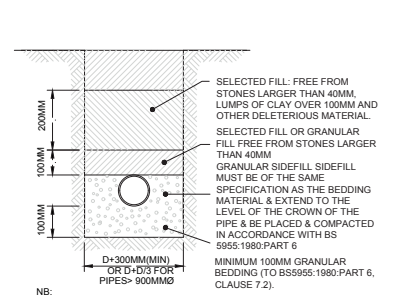 SELECTED FILL: FREE FROM
STONES LARGER THAN 40MM,
LUMPS OF CLAY OVER 100MM AND
OTHER DELETERIOUS MATERIAL.
SELECTED FILL OR GRANULAR
FILL FREE FROM STONES LARGER
THAN 40MM
GRANULAR SIDEFILL SIDEFILL
MUST BE OF THE SAME
SPECIFICATION AS THE BEDDING
MATERIAL & EXTEND TO THE
LEVEL OF THE CROWN OF THE
PIPE & BE PLACED & COMPACTED
IN ACCORDANCE WITH BS
5955:1980:PART 6
MINIMUM 100MM GRANULAR
BEDDING (TO BS5955:1980:PART 6,
CLAUSE 7.2).
200MM
100MM
100MM
D+300MM(MIN)
OR D+D/3 FOR
PIPES> 900MMØ
NB: